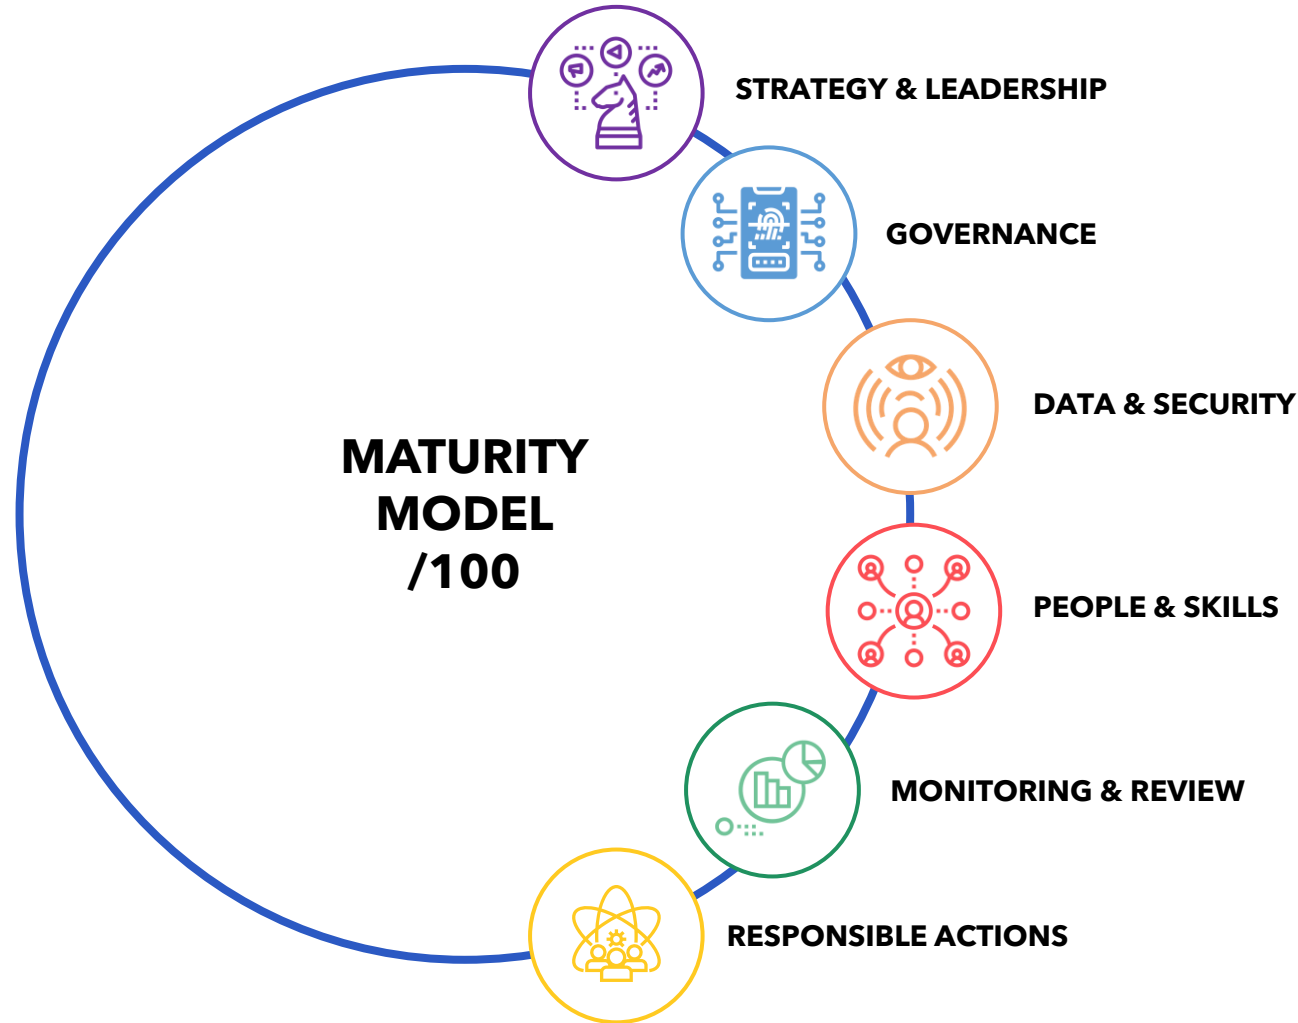 STRATEGY & LEADERSHIP
GOVERNANCE
DATA & SECURITY
MATURITY
MODEL
/100
PEOPLE & SKILLS
MONITORING & REVIEW
RESPONSIBLE ACTIONS